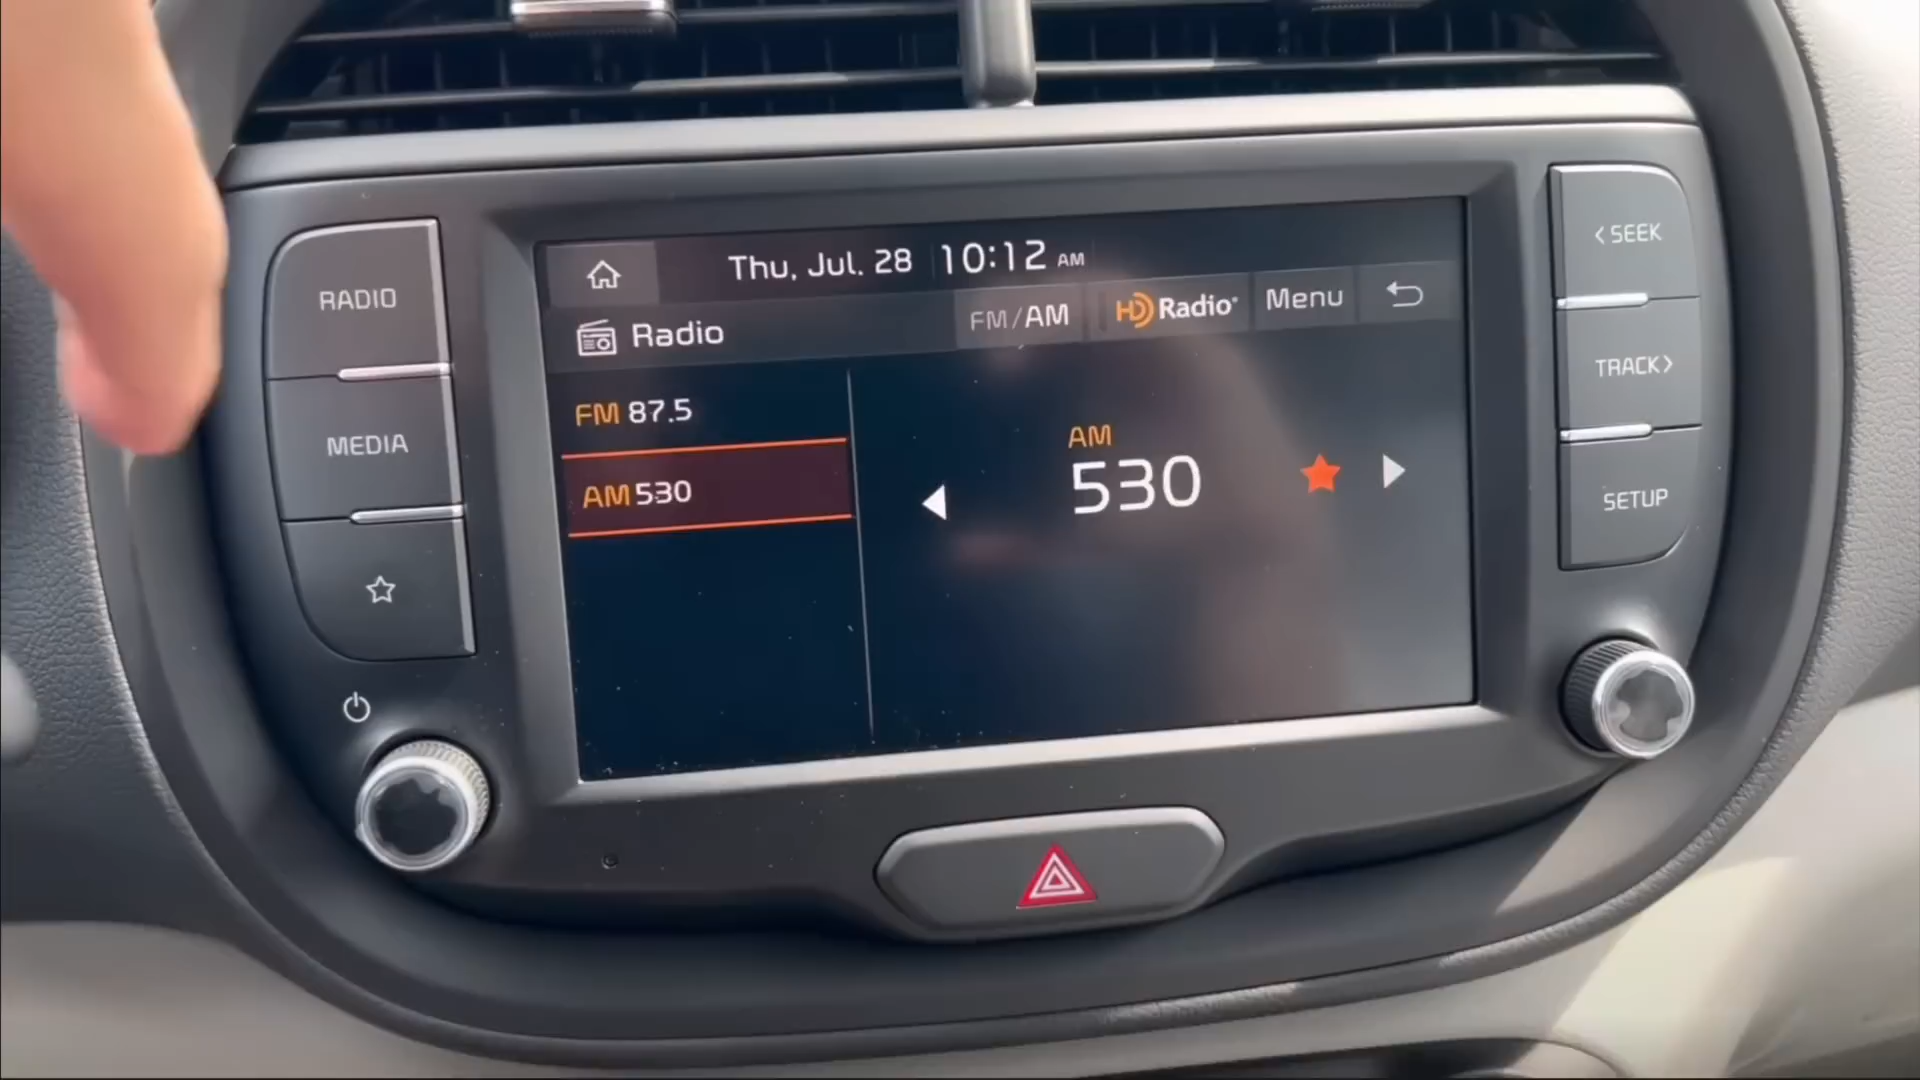 RADIO
MEDIA
Thu, Jul. 28 10:12 AM
Radio
FM/AM
HD Radio
Menu
FM 87.5
AM 530
AM
530
< SEEK
TRACK >
SETUP